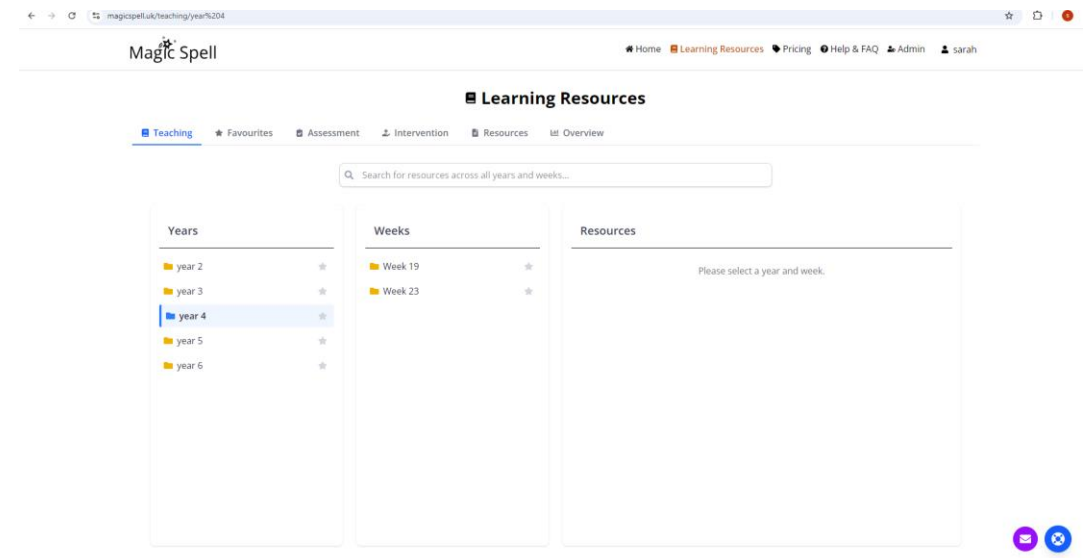 magicspell.uk/teaching/year%204
Magic Spell
Home Learning Resources Pricing Help & FAQ Admin sarah
Learning Resources
Teaching Favourites Assessment Intervention Resources Overview
Search for resources across all years and weeks...
Years
year 2
year 3
year 4
year 5
year 6
Weeks
Week 19
Week 23
Resources
Please select a year and week.